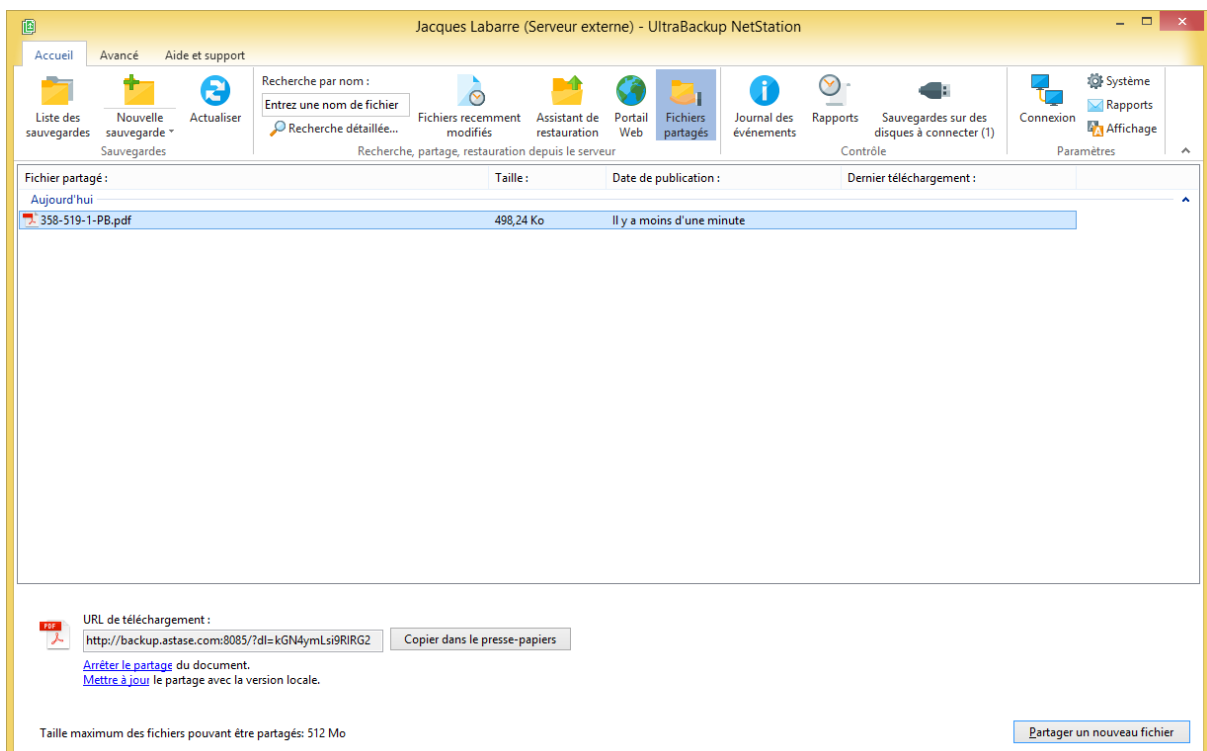 Jacques Labarre (Serveur externe) - UltraBackup NetStation
Accueil Avancé Aide et support
Liste des sauvegardes
Nouvelle sauvegarde
Actualiser
Sauvegardes
Recherche par nom :
Entrez une nom de fichier
Recherche détaillée...
Fichiers recemment modifiés
Assistant de restauration
Portail Web
Fichiers partagés
Recherche, partage, restauration depuis le serveur
Journal des événements
Rapports
Sauvegardes sur des disques à connecter (1)
Contrôle
Connexion
Système
Rapports
Affichage
Paramètres
Fichier partagé : Taille : Date de publication : Dernier téléchargement :
Aujourd'hui
358-519-1-PB.pdf 498,24 Ko Il y a moins d'une minute
PDF
URL de téléchargement :
http://backup.astase.com:8085/?dl=kGN4ymLsi9RIRG2 Copier dans le presse-papiers
Arrêter le partage du document.
Mettre à jour le partage avec la version locale.
Taille maximum des fichiers pouvant être partagés: 512 Mo Partager un nouveau fichier